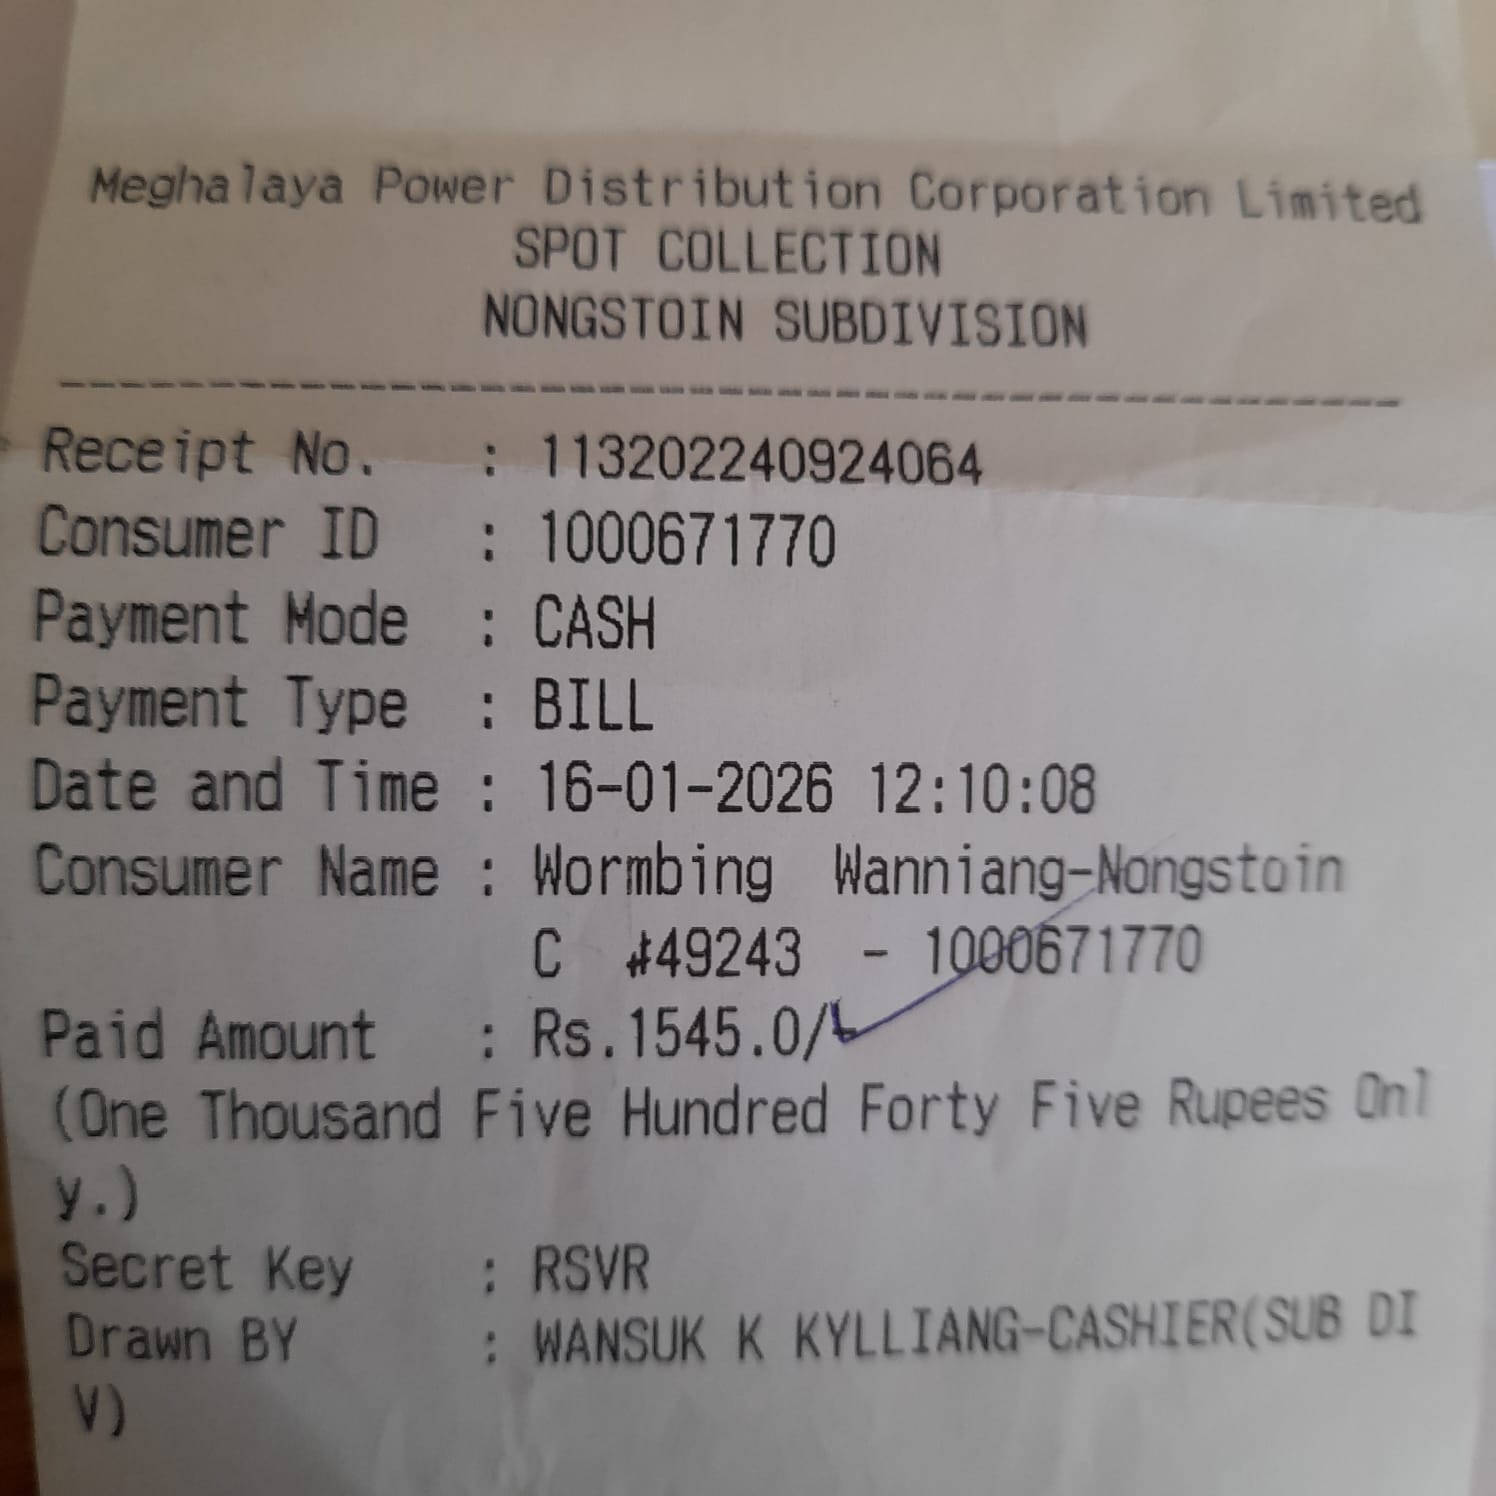 Meghalaya Power Distribution Corporation Limited
SPOT COLLECTION
NONGSTOIN SUBDIVISION
--------------------------------------------
Receipt No. : 113202240924064
Consumer ID : 1000671770
Payment Mode : CASH
Payment Type : BILL
Date and Time : 16-01-2026 12:10:08
Consumer Name : Wormbing Wanniang-Nongstoin
C #49243 - 1000671770
Paid Amount : Rs.1545.0/-
(One Thousand Five Hundred Forty Five Rupees Onl
y.)
Secret Key : RSVR
Drawn BY : WANSUK K KYLLIANG-CASHIER(SUB DI
V)